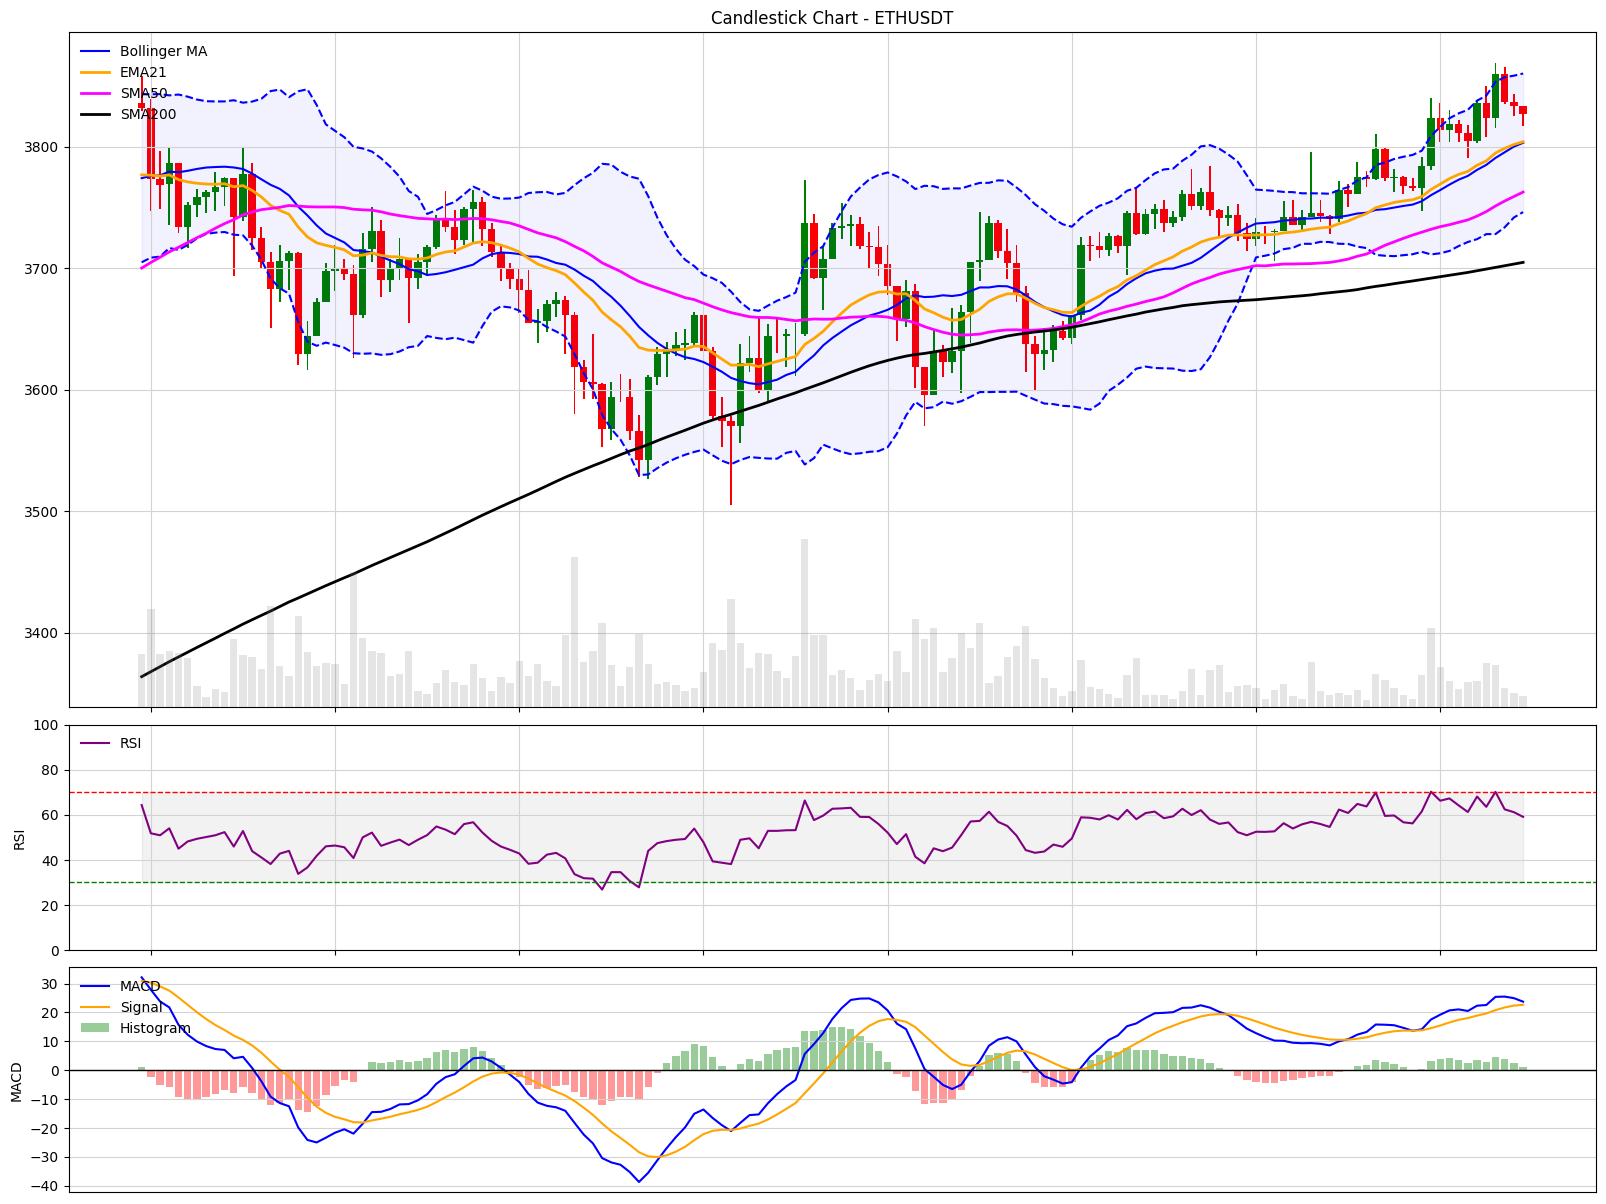 Candlestick Chart - ETHUSDT
Bollinger MA
EMA21
SMA50
SMA200
3800
3700
3600
3500
3400
RSI
100
80
60
40
20
0
RSI
MACD
Signal
Histogram
30
20
10
0
−10
−20
−30
−40
MACD